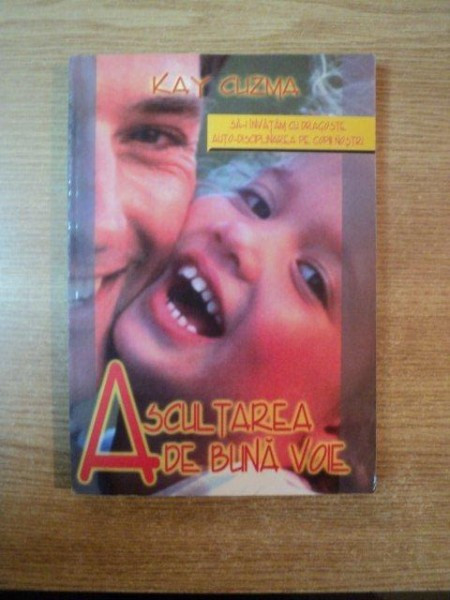 KAY CUZMA
SĂ-I ÎNVĂȚĂM CU DRAGOSTE
AUTO-DISCIPLINAREA PE COPIII NOȘTRI
ASCULTAREA
DE BUNĂ VOIE